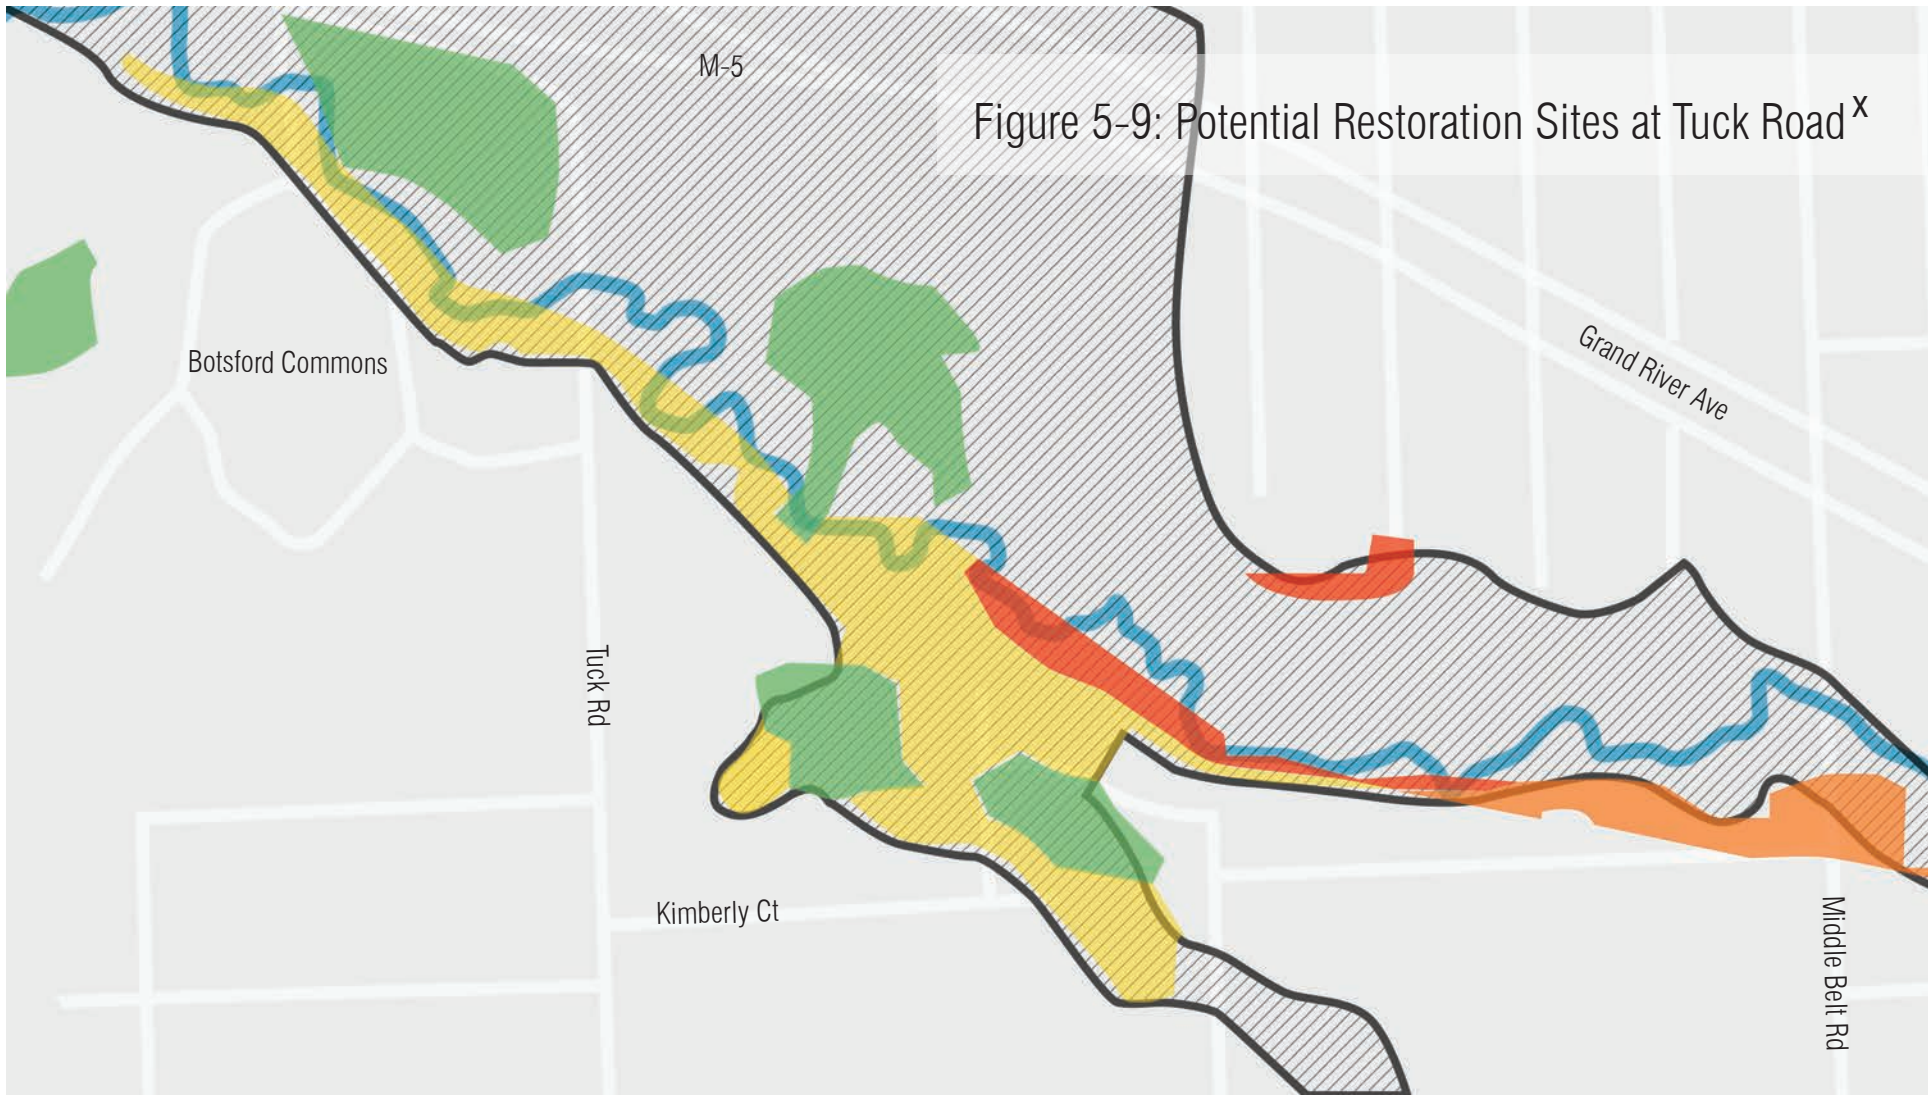 M-5
Figure 5-9: Potential Restoration Sites at Tuck Road x
Grand River Ave
Botsford Commons
Tuck Rd
Kimberly Ct
Middle Belt Rd